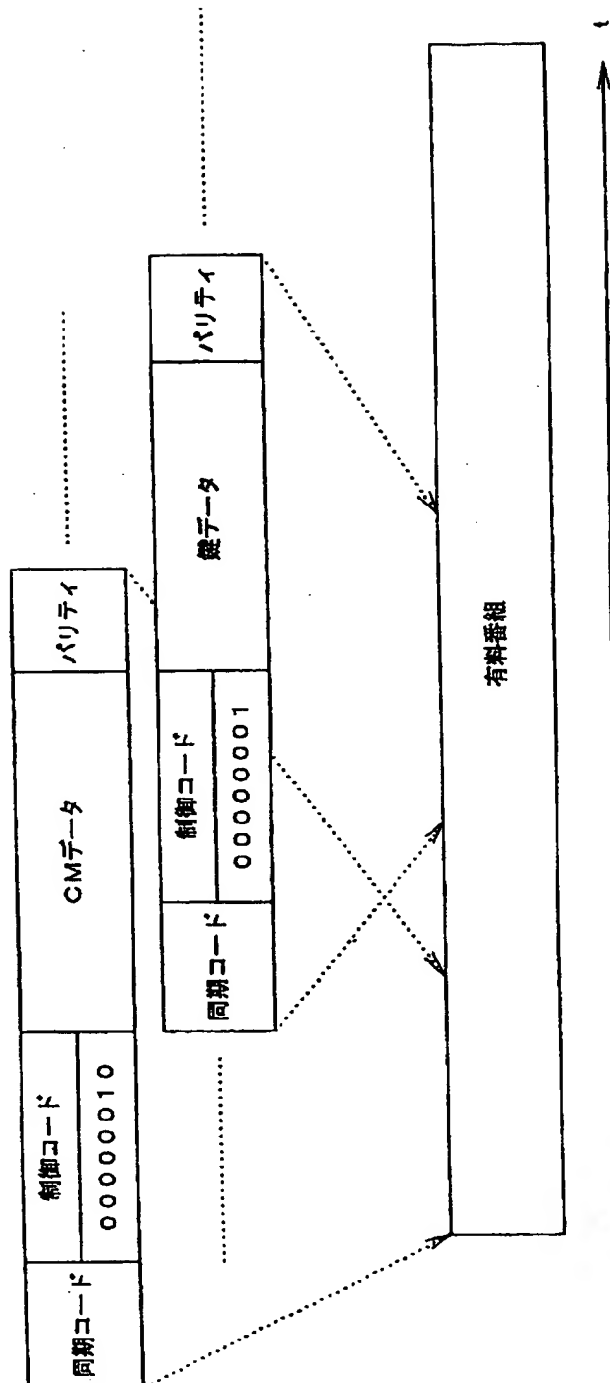 同期コード
制御コード
00000010
CMデータ
パリティ
同期コード
制御コード
00000001
鍵データ
パリティ
有料番組
t